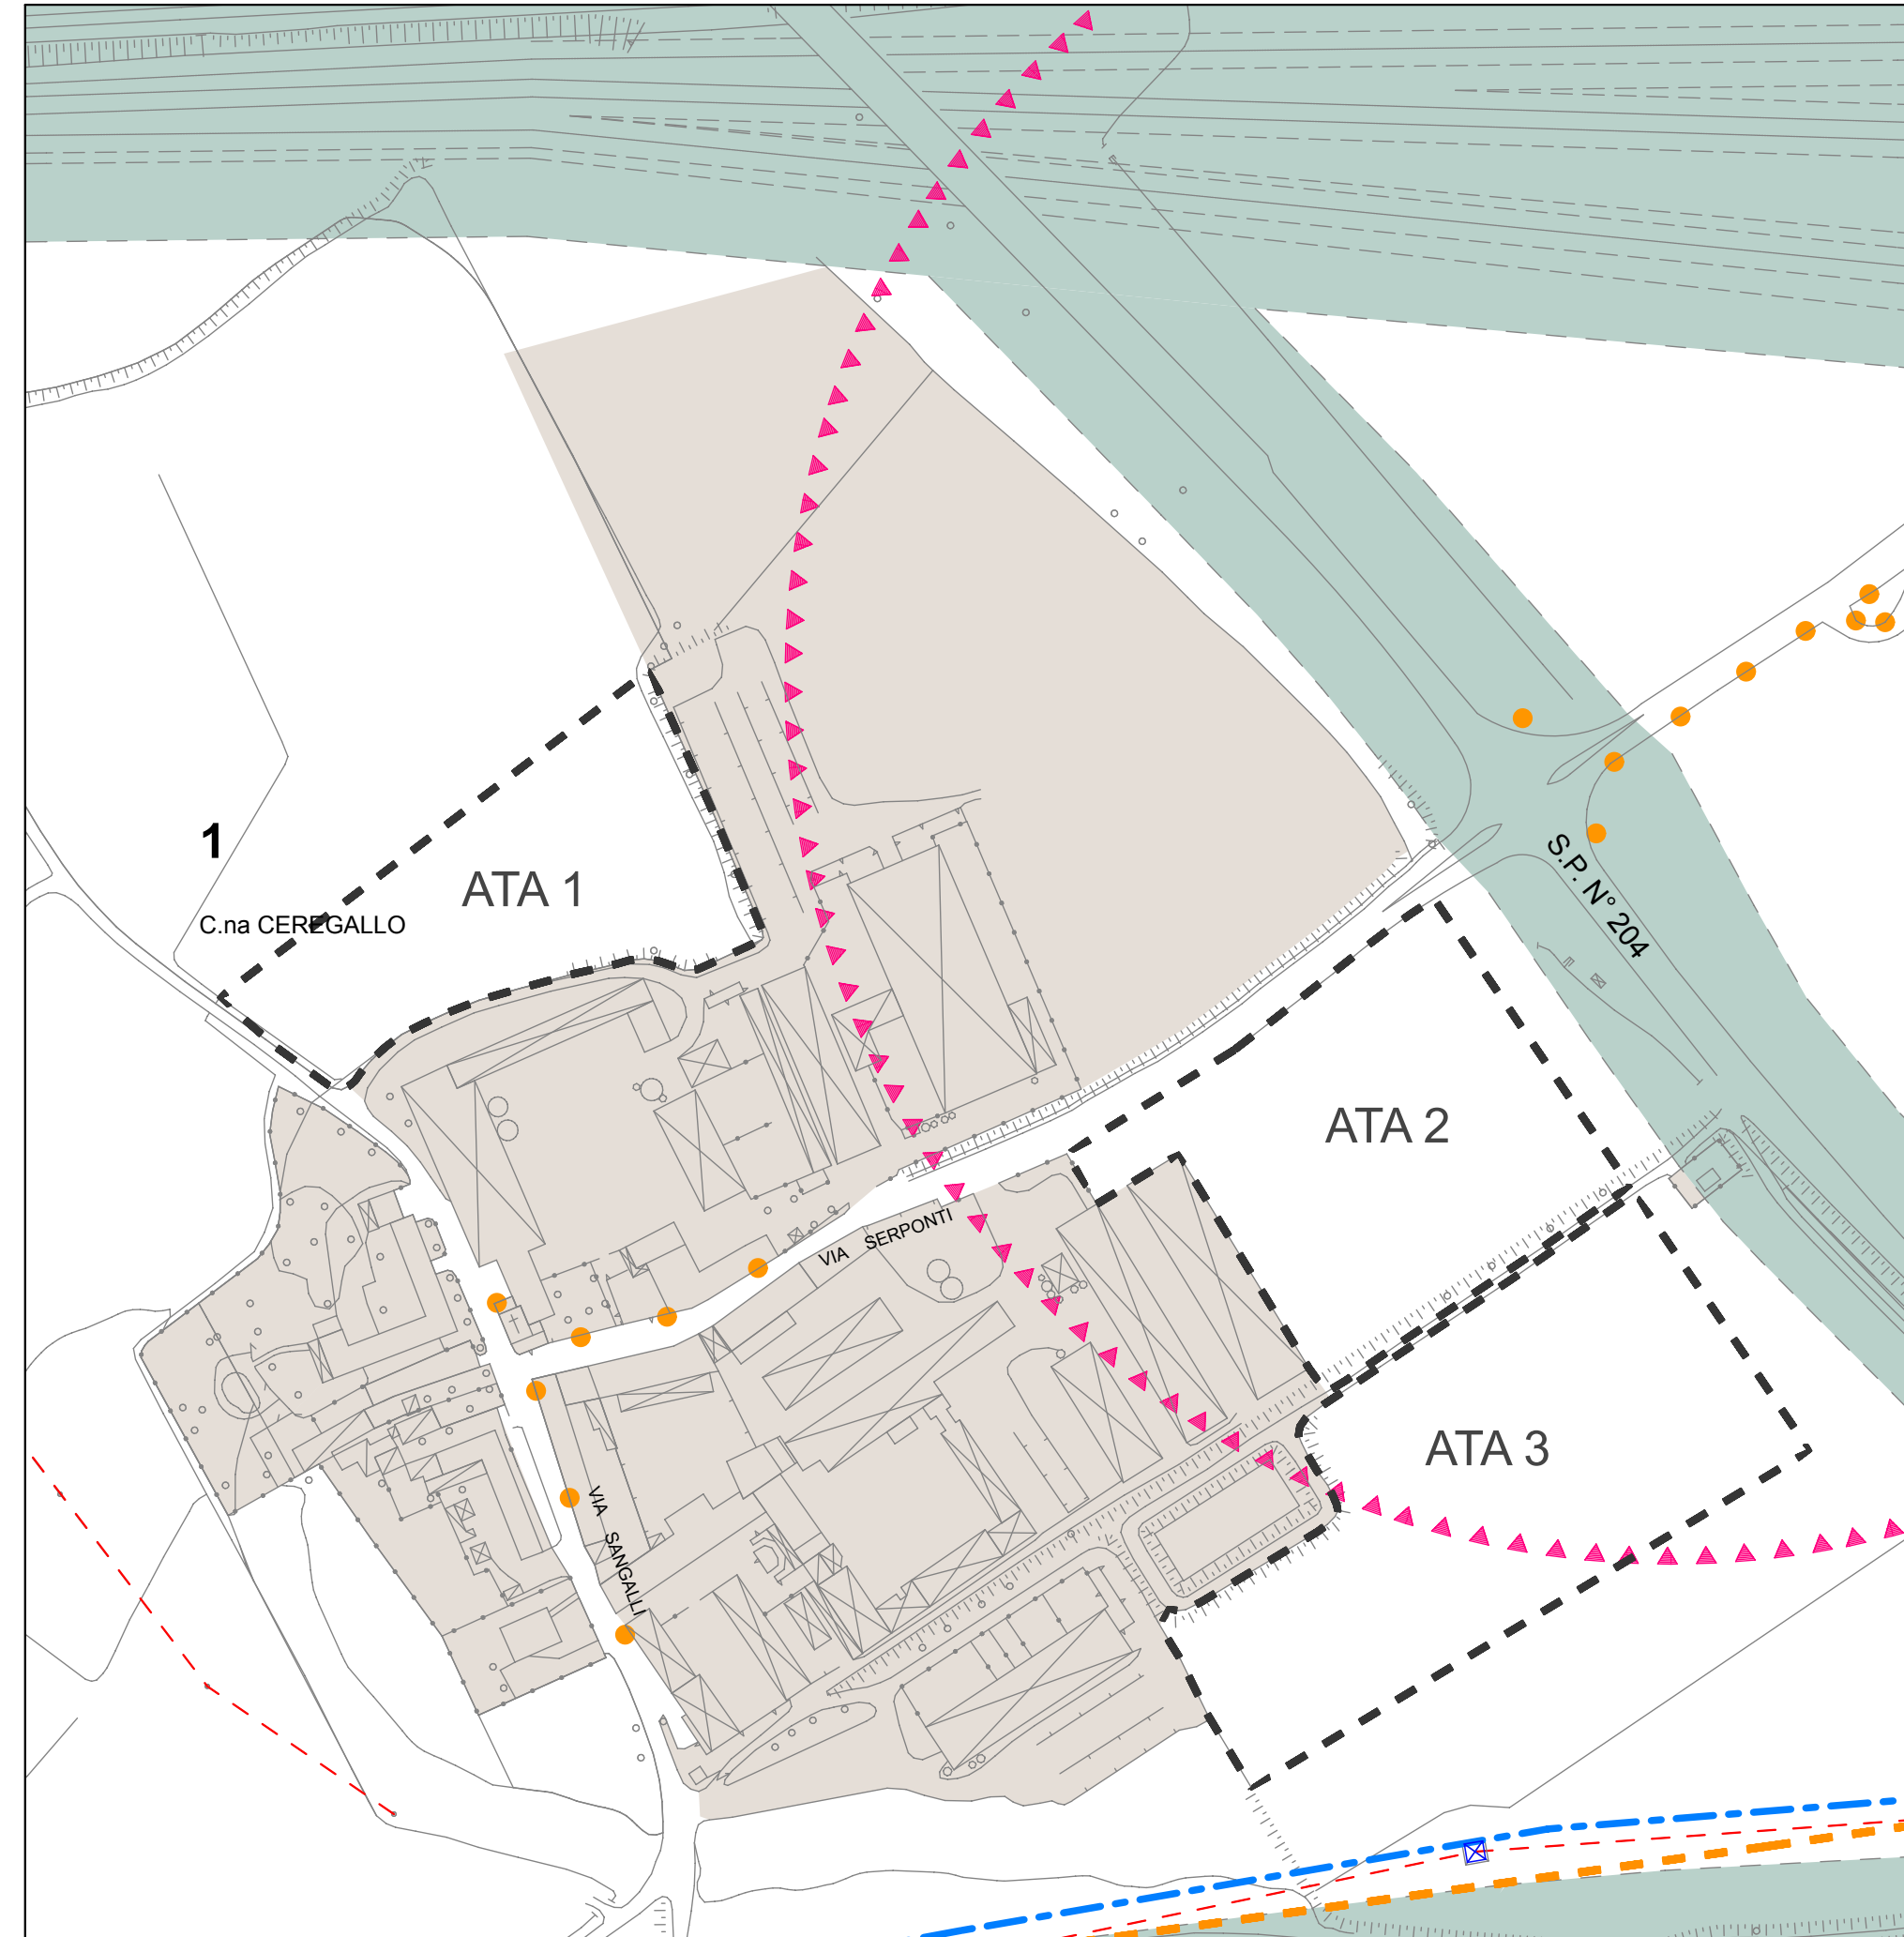 1
ATA 1
C.na CEREGALLO
S.P. N° 204
ATA 2
VIA SERPONTI
ATA 3
VIA SANGALLI